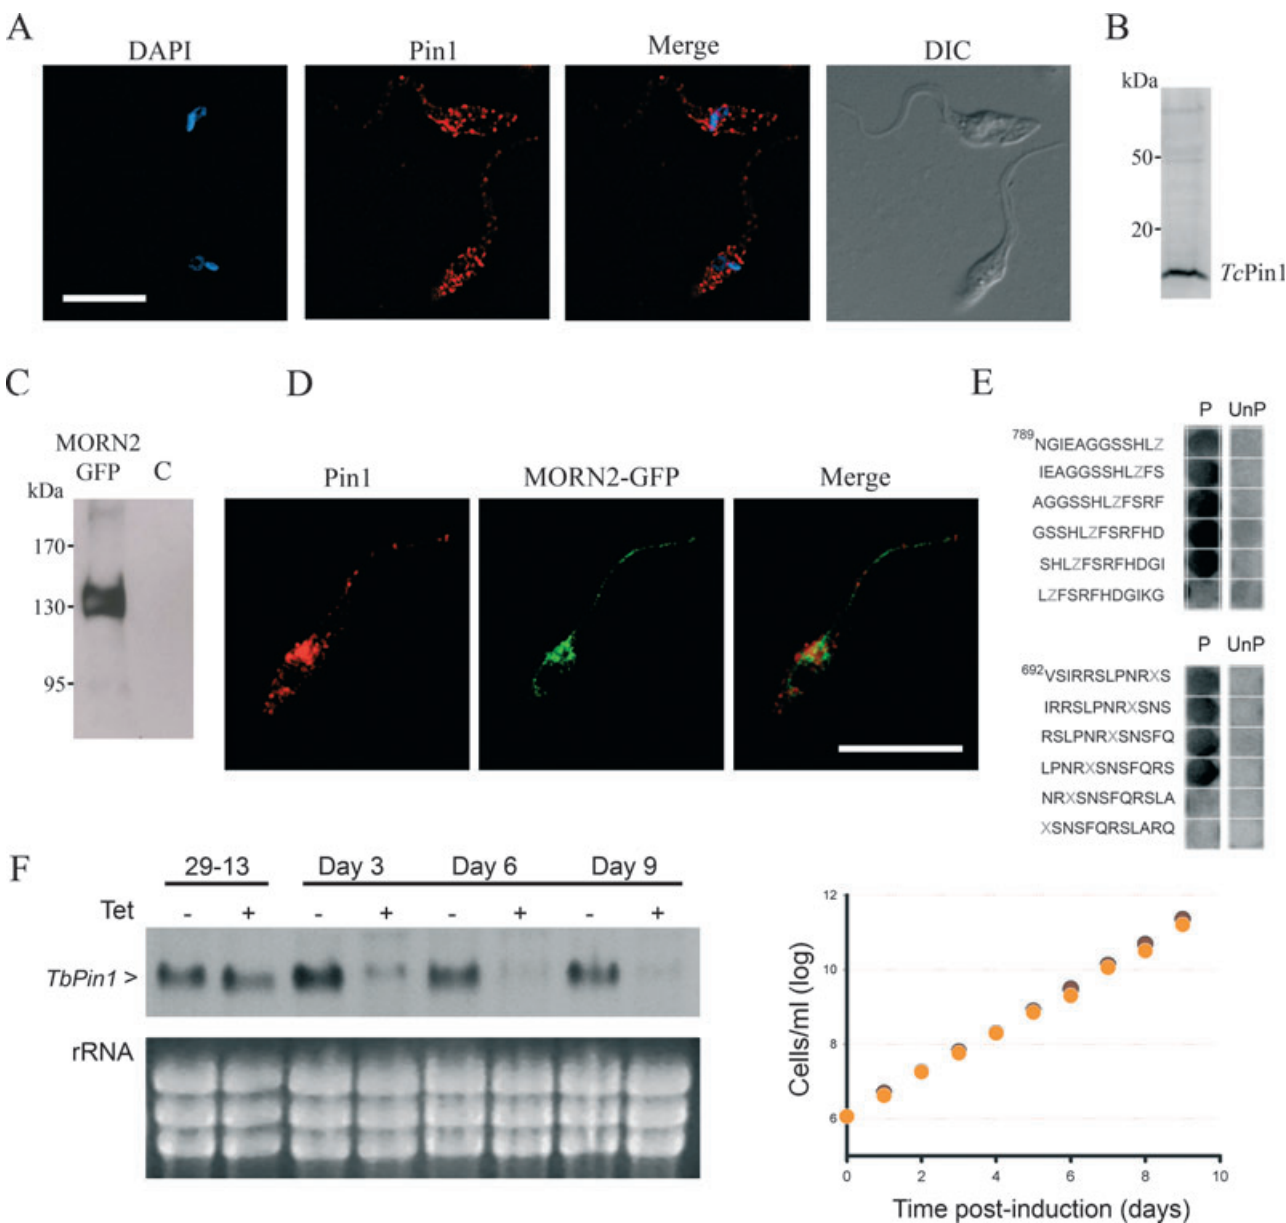 A
DAPI
Pin1
Merge
DIC
B
kDa
50
20
TcPin1
C
MORN2
GFP
C
kDa
170
130
95
D
Pin1
MORN2-GFP
Merge
E
P UnP
789NGIEAGGSSHLZ
IEAGGSSHLZFS
AGGSSHLZFSRF
GSSHLZFSRFHD
SHLZFSRFHDGI
LZFSRFHDGIKG
P UnP
692VSIRRSLPNRXS
IRRSLPNRXSNS
RSLPNRXSNSFQ
LPNRXSNSFQRS
NRXSNSFQRSLA
XSNSFQRSLARQ
F
29-13 Day 3 Day 6 Day 9
Tet - + - + - + - +
TbPin1 >
rRNA
Cells/ml (log)
12
10
8
6
0 2 4 6 8 10
Time post-induction (days)